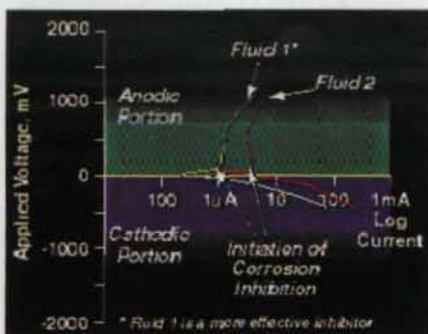 2000
1000
0
-1000
-2000
Applied Voltage, mV
Fluid 1*
Fluid 2
Anodic
Portion
100
1uA
10
100
1mA
Log
Current
Cathodic
Portion
Initiation of
Corrosion
Inhibition
* Fluid 1 is a more effective inhibitor